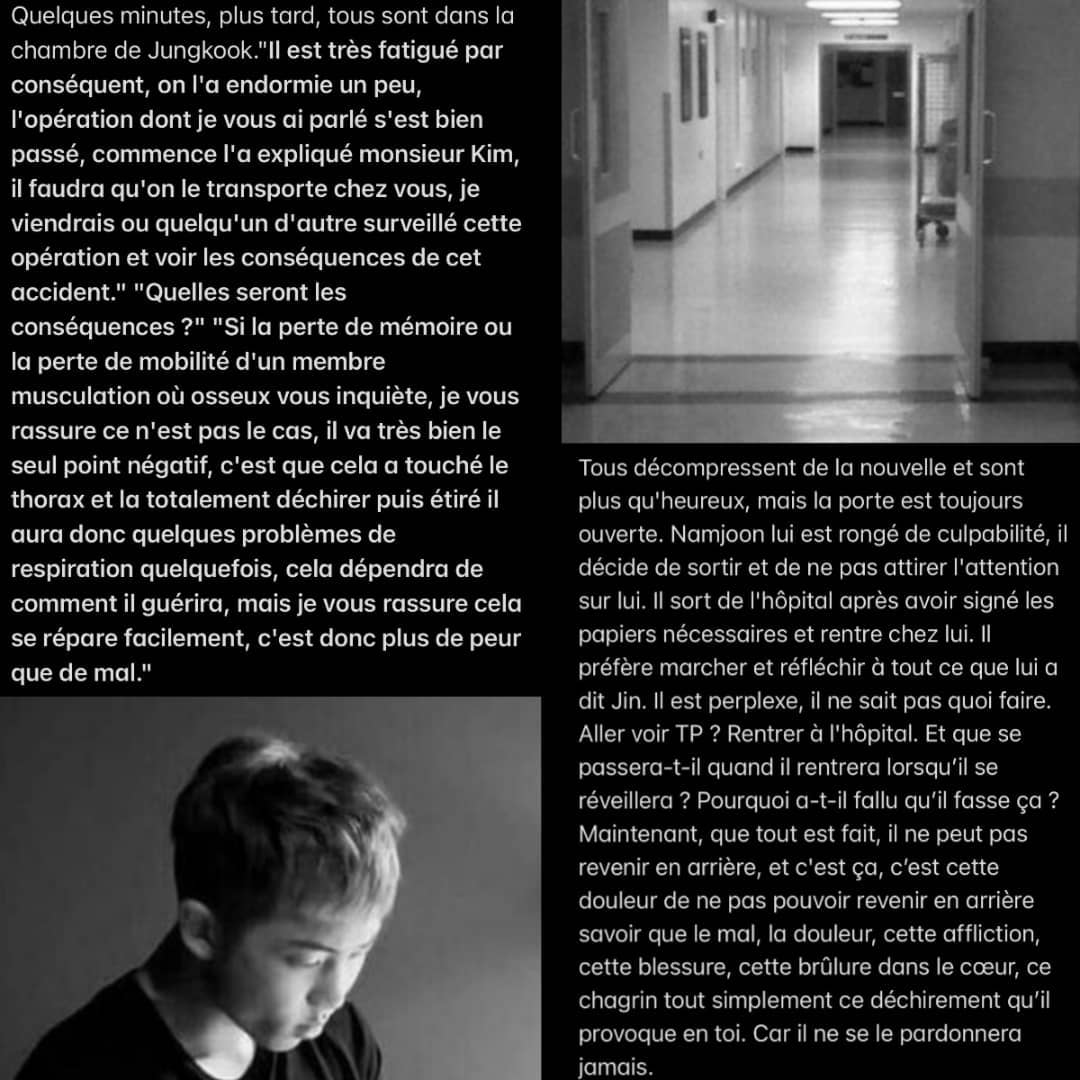 Quelques minutes, plus tard, tous sont dans la
chambre de Jungkook."Il est très fatigué par
conséquent, on l'a endormie un peu,
l'opération dont je vous ai parlé s'est bien
passé, commence l'a expliqué monsieur Kim,
il faudra qu'on le transporte chez vous, je
viendrais ou quelqu'un d'autre surveillé cette
opération et voir les conséquences de cet
accident." "Quelles seront les
conséquences ?" "Si la perte de mémoire ou
la perte de mobilité d'un membre
musculation où osseux vous inquiète, je vous
rassure ce n'est pas le cas, il va très bien le
seul point négatif, c'est que cela a touché le
thorax et la totalement déchirer puis étiré il
aura donc quelques problèmes de
respiration quelquefois, cela dépendra de
comment il guérira, mais je vous rassure cela
se répare facilement, c'est donc plus de peur
que de mal."
Tous décompressent de la nouvelle et sont
plus qu'heureux, mais la porte est toujours
ouverte. Namjoon lui est rongé de culpabilité, il
décide de sortir et de ne pas attirer l'attention
sur lui. Il sort de l'hôpital après avoir signé les
papiers nécessaires et rentre chez lui. Il
préfère marcher et réfléchir à tout ce que lui a
dit Jin. Il est perplexe, il ne sait pas quoi faire.
Aller voir TP ? Rentrer à l'hôpital. Et que se
passera-t-il quand il rentrera lorsqu’il se
réveillera ? Pourquoi a-t-il fallu qu’il fasse ça ?
Maintenant, que tout est fait, il ne peut pas
revenir en arrière, et c'est ça, c’est cette
douleur de ne pas pouvoir revenir en arrière
savoir que le mal, la douleur, cette affliction,
cette blessure, cette brûlure dans le cœur, ce
chagrin tout simplement ce déchirement qu’il
provoque en toi. Car il ne se le pardonnera
jamais.